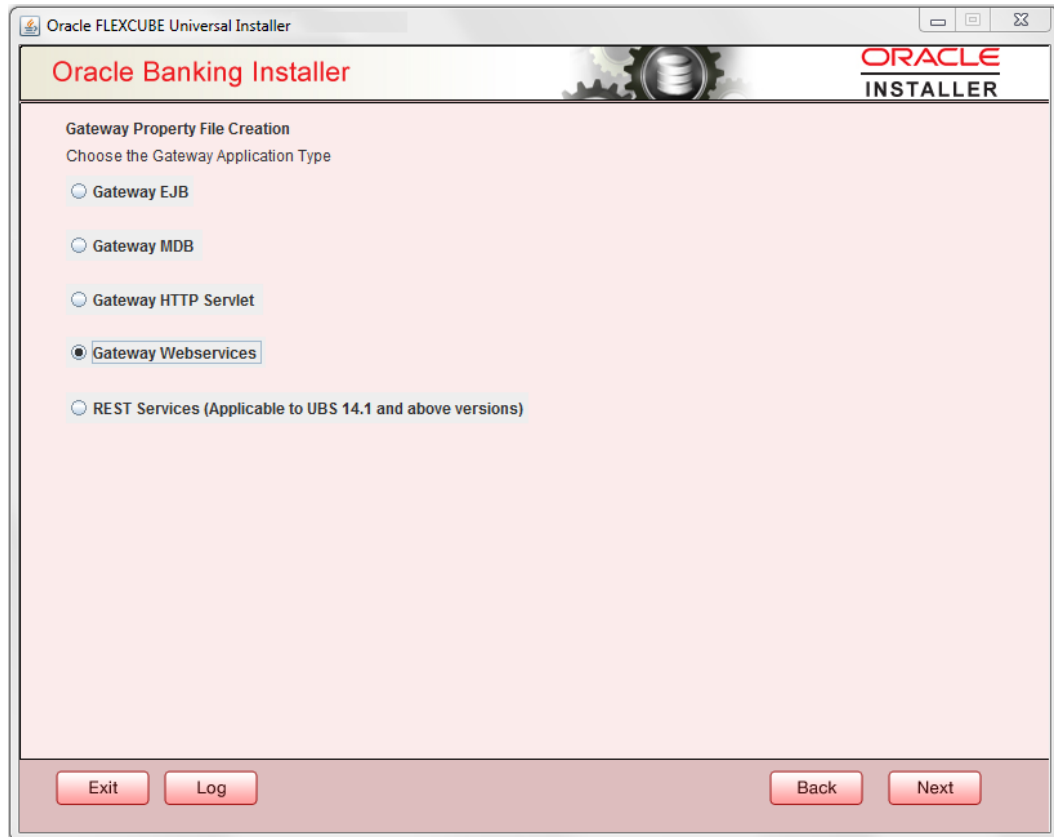 Oracle FLEXCUBE Universal Installer
Oracle Banking Installer
ORACLE
INSTALLER
Gateway Property File Creation
Choose the Gateway Application Type
Gateway EJB
Gateway MDB
Gateway HTTP Servlet
Gateway Webservices
REST Services (Applicable to UBS 14.1 and above versions)
Exit
Log
Back
Next